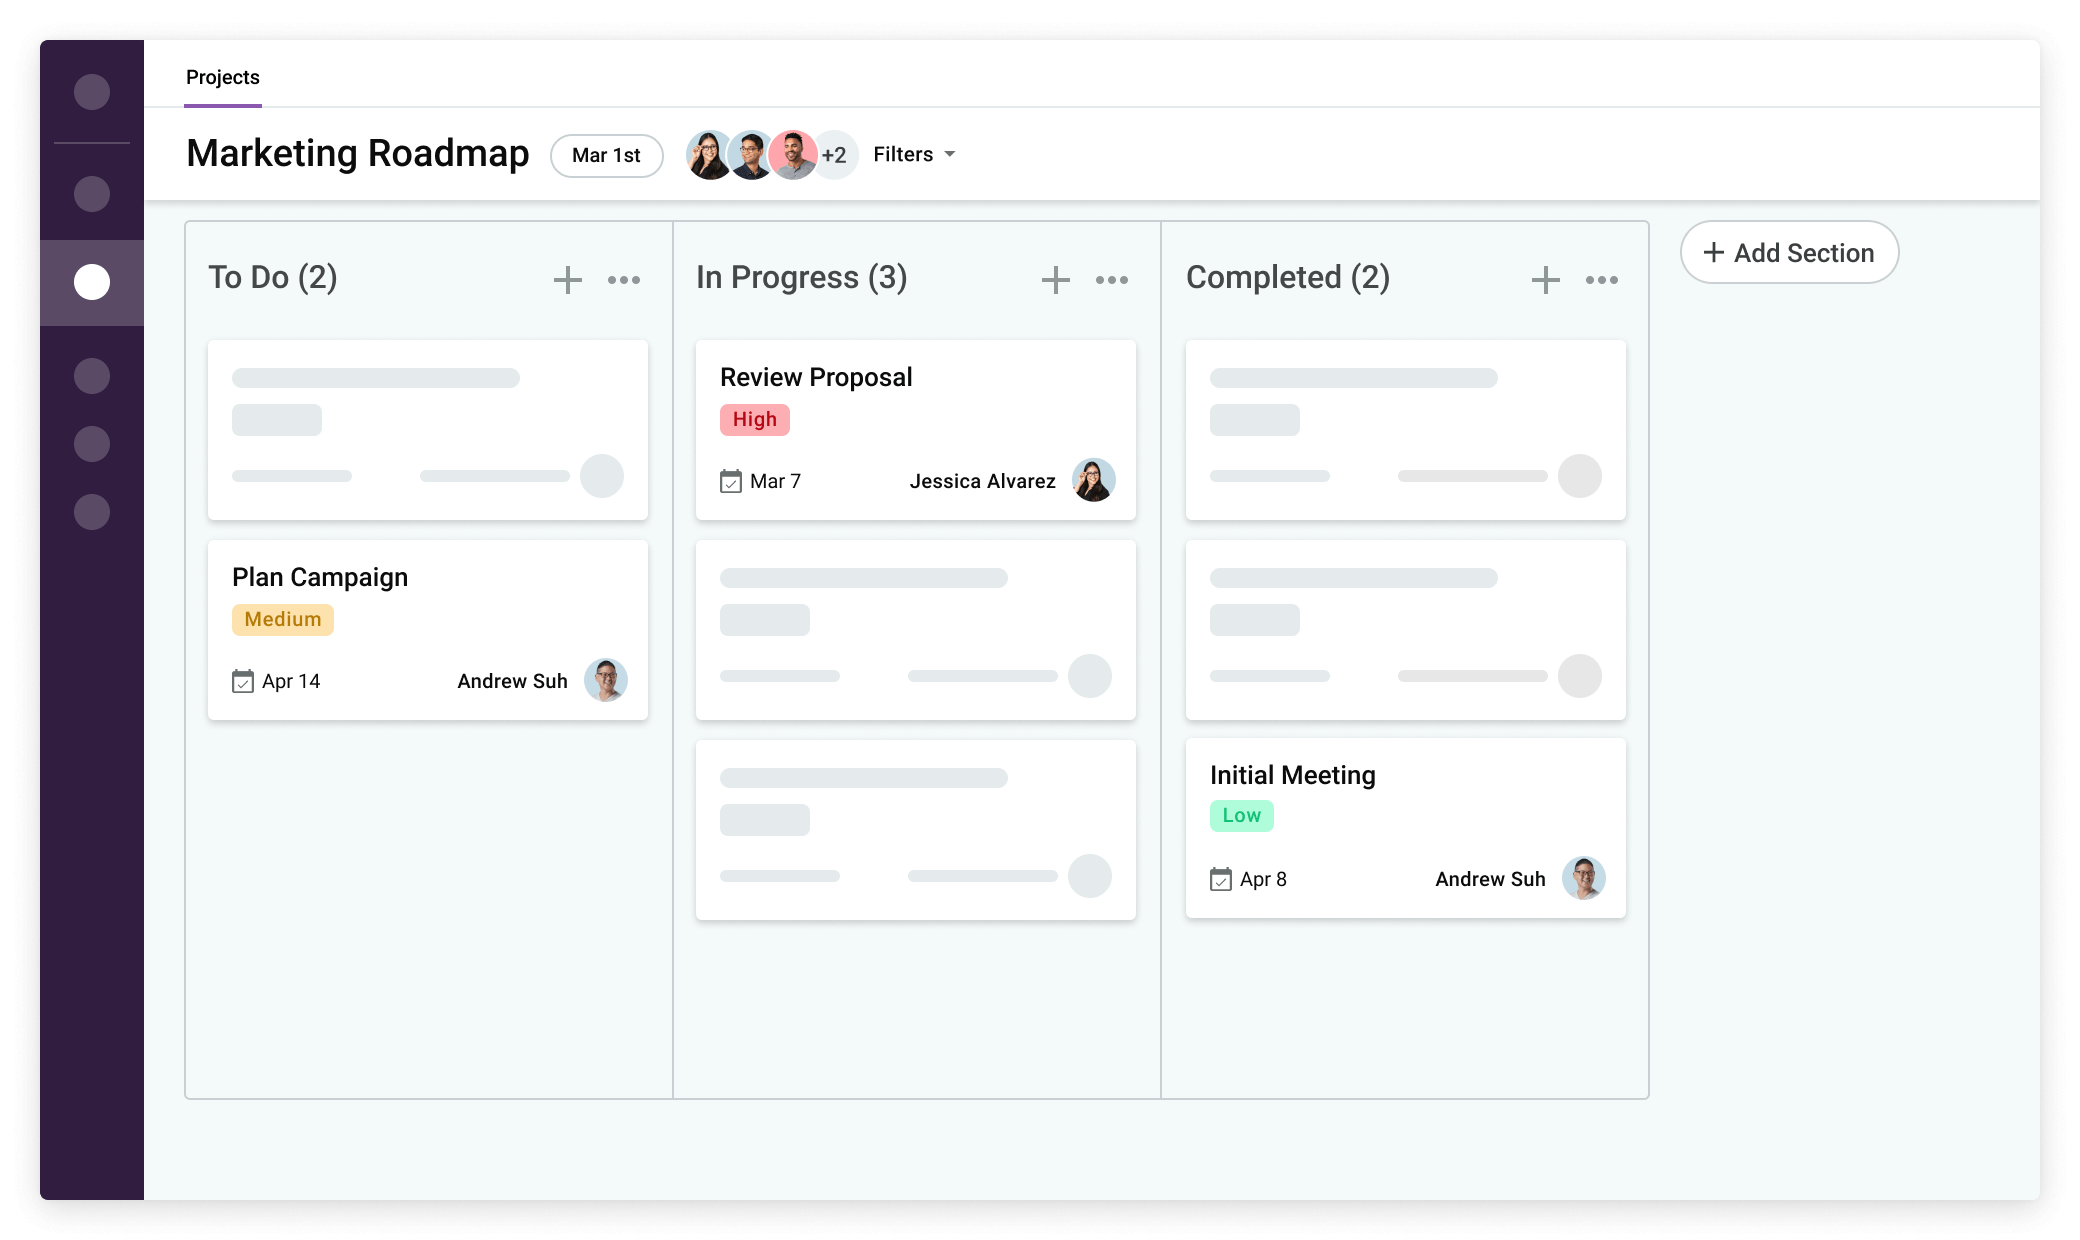 Projects
Marketing Roadmap
Mar 1st
+2
Filters
To Do (2)
In Progress (3)
Completed (2)
+ Add Section
Plan Campaign
Medium
Apr 14
Andrew Suh
Review Proposal
High
Mar 7
Jessica Alvarez
Initial Meeting
Low
Apr 8
Andrew Suh